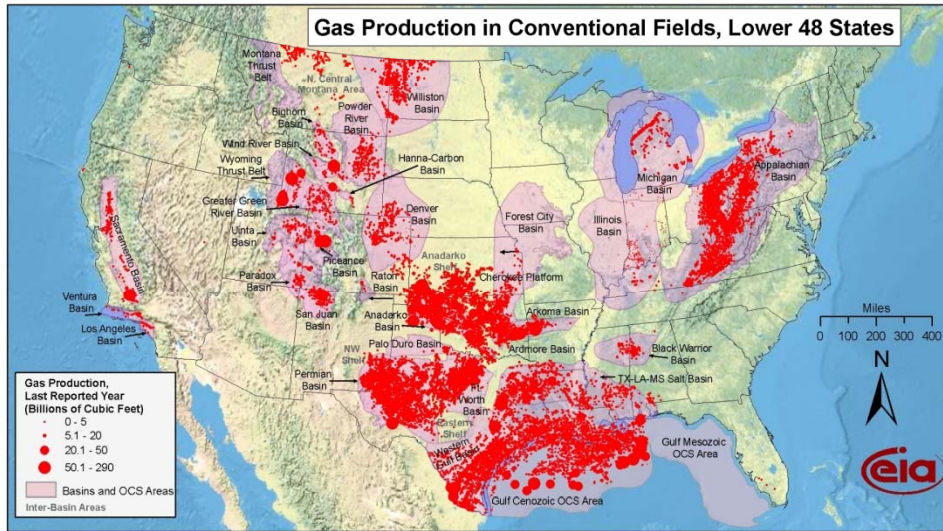 Gas Production in Conventional Fields, Lower 48 States
Montana
Thrust
Belt
N. Central
Montana Area
Williston
Basin
Powder
River
Basin
Bighorn
Basin
Wind River Basin
Wyoming
Thrust Belt
Hanna-Carbon
Basin
Greater Green
River Basin
Michigan
Basin
Appalachian
Basin
Denver
Basin
Forest City
Basin
Illinois
Basin
Uinta
Basin
Sacramento Basin
Piceance
Basin
Anadarko
Shelf
Cherokee Platform
Paradox
Basin
Raton
Basin
Ventura
Basin
San Juan
Basin
Anadarko
Basin
Arkoma Basin
Los Angeles
Basin
Palo Duro Basin
Ardmore Basin
Black Warrior
Basin
NW
Shelf
Permian
Basin
TX-LA-MS Salt Basin
Ft.
Worth
Basin
Eastern
Shelf
Western
Gulf Basin
Gulf Mesozoic
OCS Area
Gulf Cenozoic OCS Area
Miles
0 100 200 300 400
N
Gas Production,
Last Reported Year
(Billions of Cubic Feet)
0 - 5
5.1 - 20
20.1 - 50
50.1 - 290
Basins and OCS Areas
Inter-Basin Areas
eia